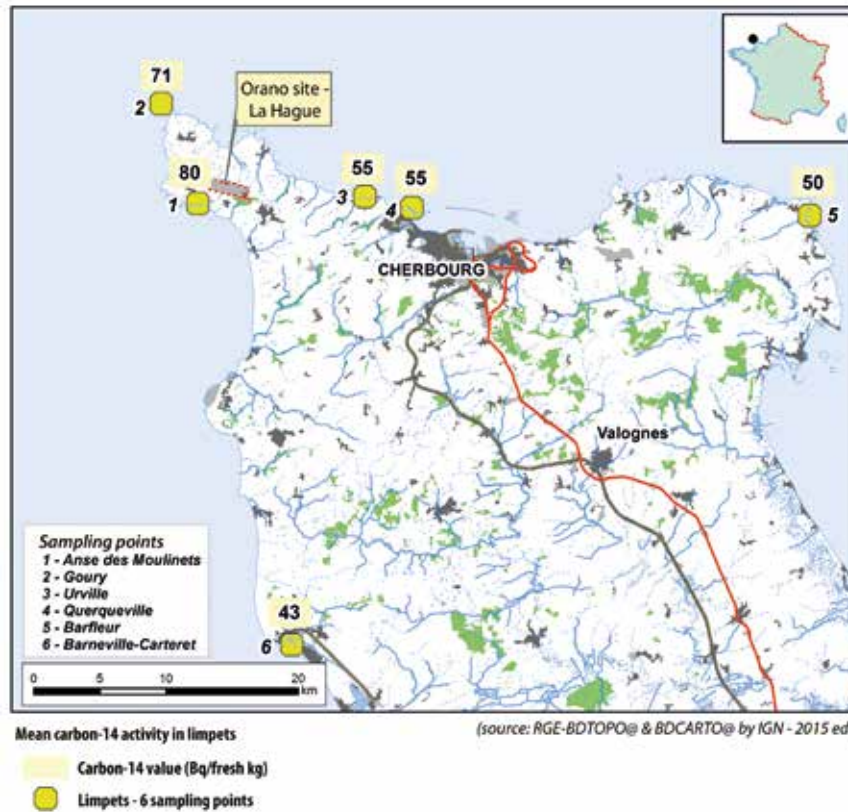 71
2
Orano site -
La Hague
80
1
55
3
55
4
50
5
CHERBOURG
Valognes
Sampling points
1 - Anse des Moulinets
2 - Goury
3 - Urville
4 - Querqueville
5 - Barfleur
6 - Barneville-Carteret
43
6
0 5 10 20
km
Mean carbon-14 activity in limpets
(source: RGE-BDTOPO@ & BDCARTO@ by IGN - 2015 ed
Carbon-14 value (Bq/fresh kg)
Limpets - 6 sampling points